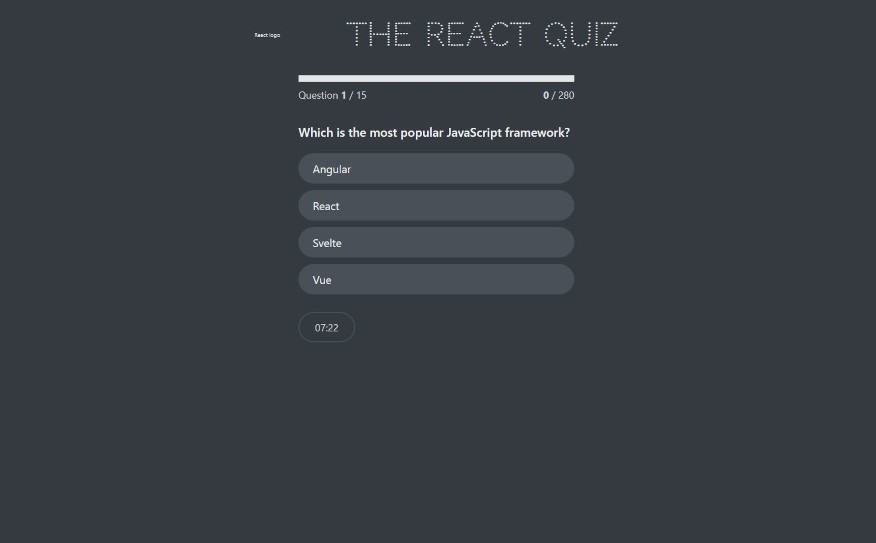 React logo
THE REACT QUIZ
Question 1 / 15
0 / 280
Which is the most popular JavaScript framework?
Angular
React
Svelte
Vue
07:22